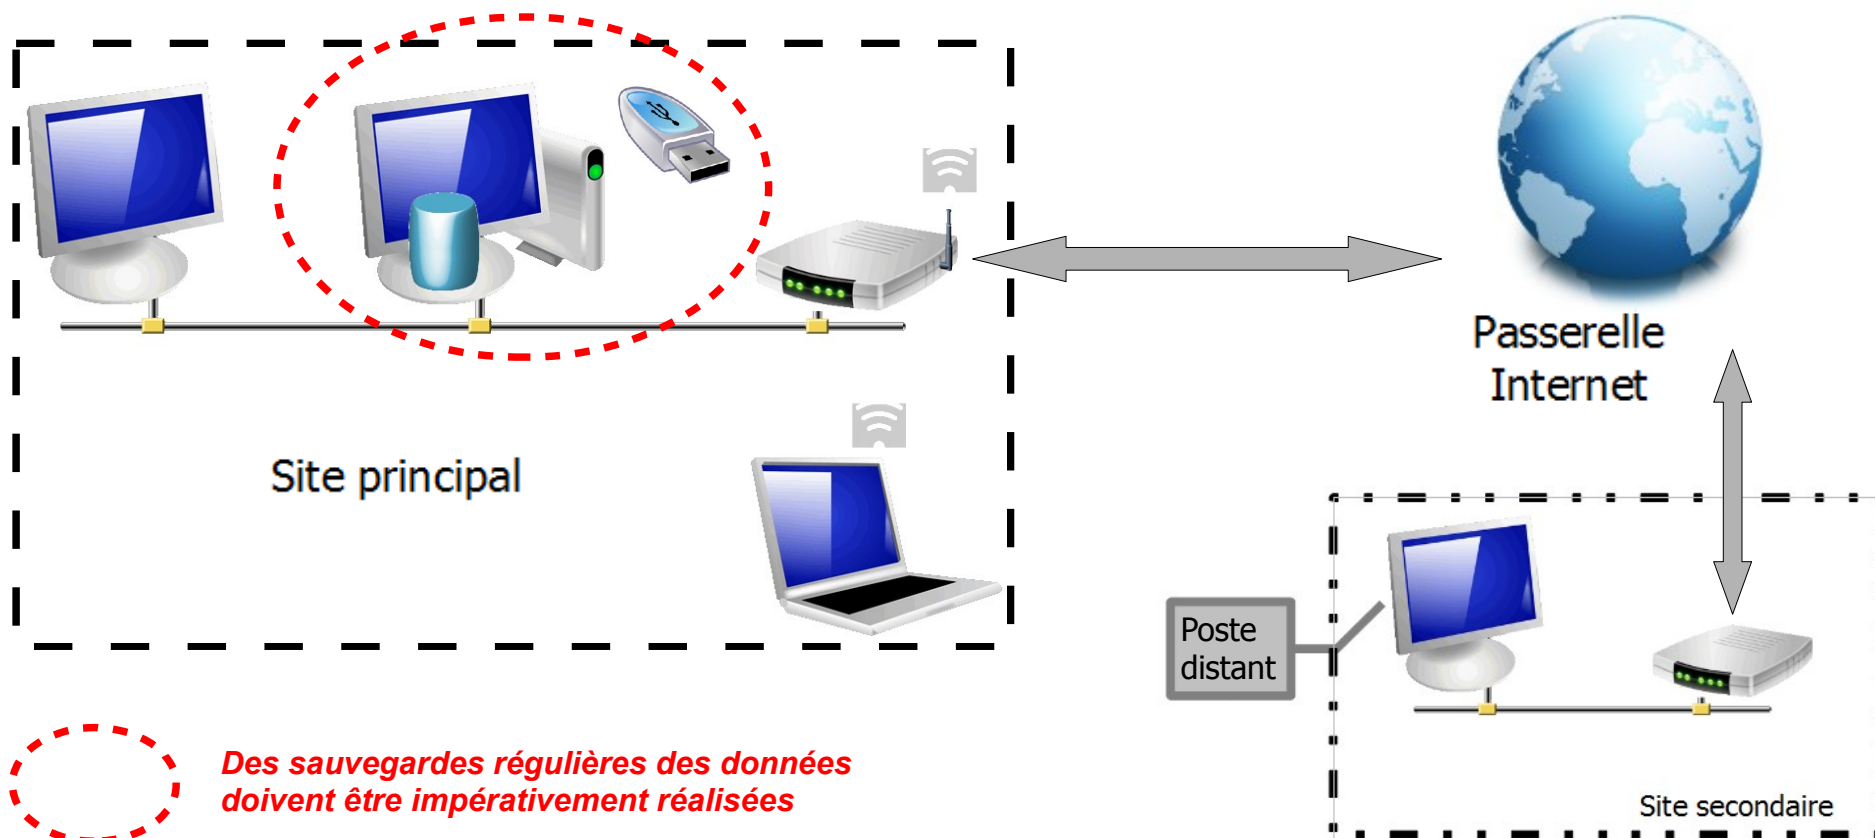 Passerelle
Internet
Site principal
Poste
distant
Des sauvegardes régulières des données
doivent être impérativement réalisées
Site secondaire